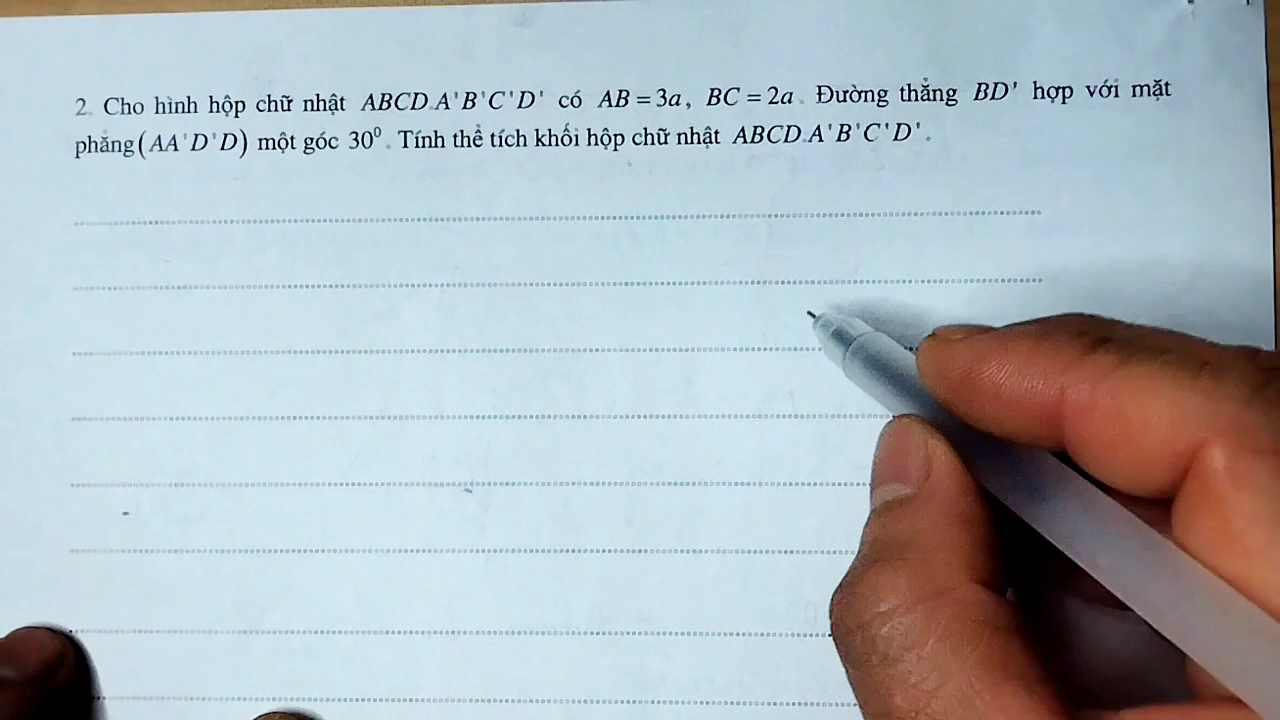 2. Cho hình hộp chữ nhật ABCD.A'B'C'D' có AB = 3a, BC = 2a. Đường thẳng BD' hợp với mặt
phẳng (AA'D'D) một góc 30⁰. Tính thể tích khối hộp chữ nhật ABCD.A'B'C'D'.